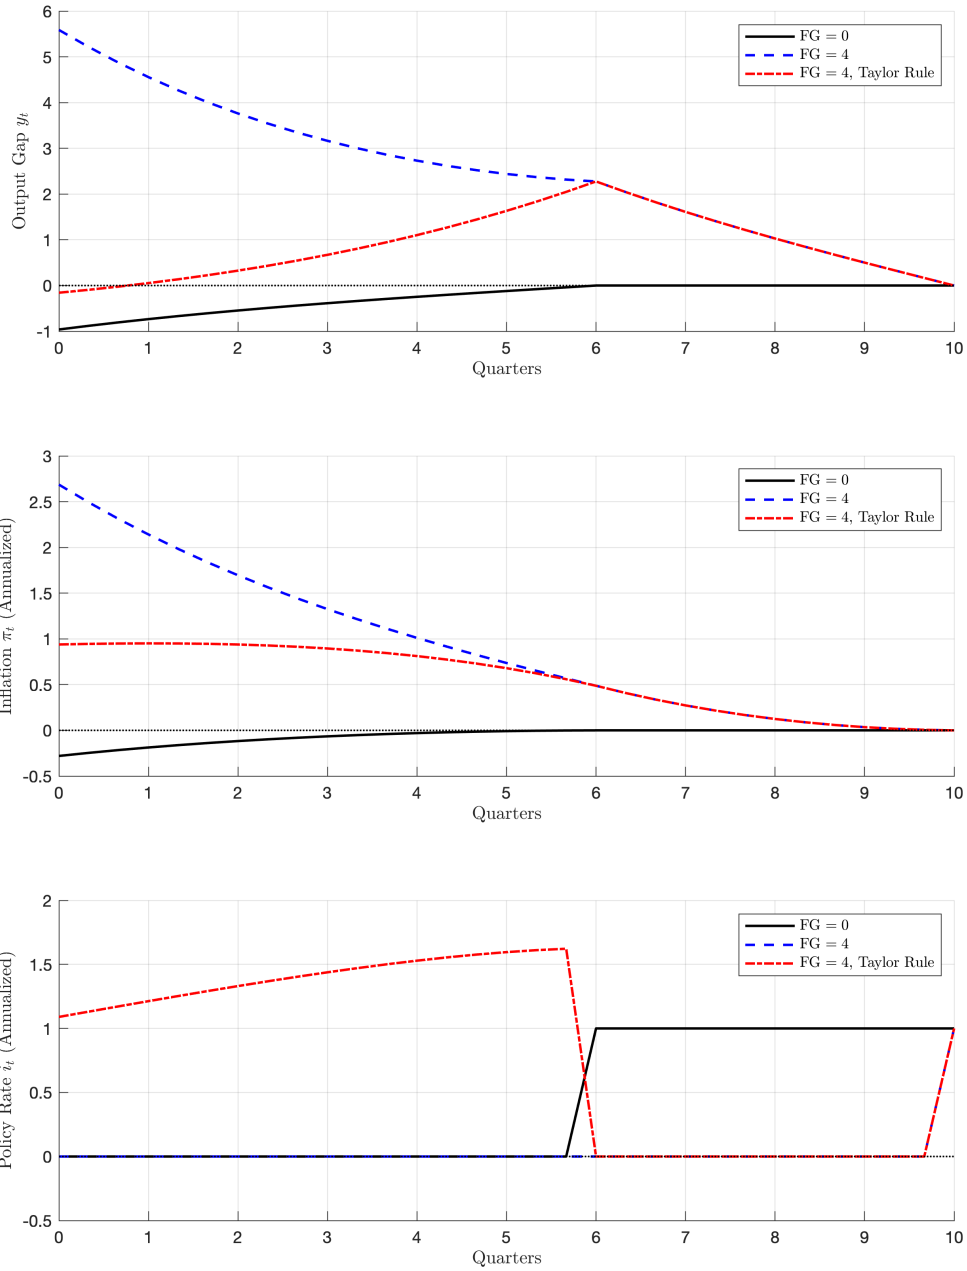 6
5
4
3
2
1
0
-1
Output Gap y_t
FG = 0
FG = 4
FG = 4, Taylor Rule
0 1 2 3 4 5 6 7 8 9 10
Quarters
3
2.5
2
1.5
1
0.5
0
-0.5
Inflation π_t (Annualized)
FG = 0
FG = 4
FG = 4, Taylor Rule
0 1 2 3 4 5 6 7 8 9 10
Quarters
2
1.5
1
0.5
0
-0.5
Policy Rate i_t (Annualized)
FG = 0
FG = 4
FG = 4, Taylor Rule
0 1 2 3 4 5 6 7 8 9 10
Quarters